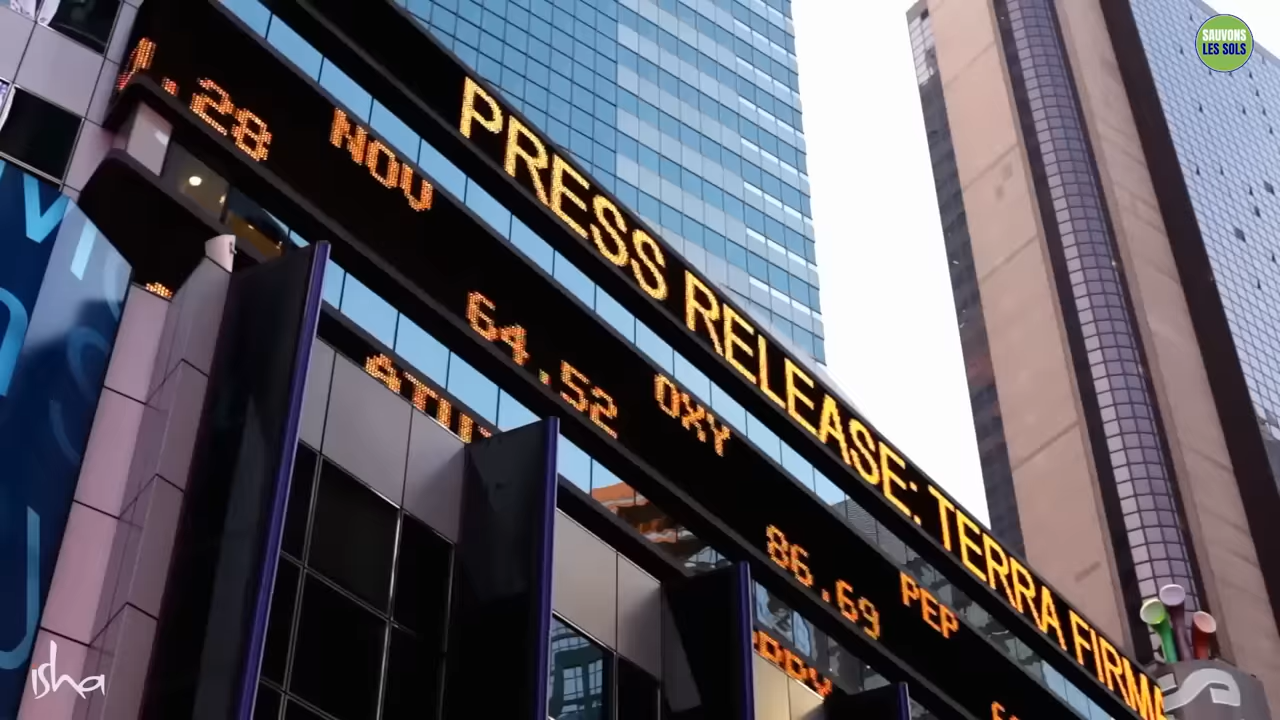 SAUVONS
LES SOLS
PRESS RELEASE: TERRA FIRMA
.28 NOV 64.52 OXY 86.69 PEP
isha